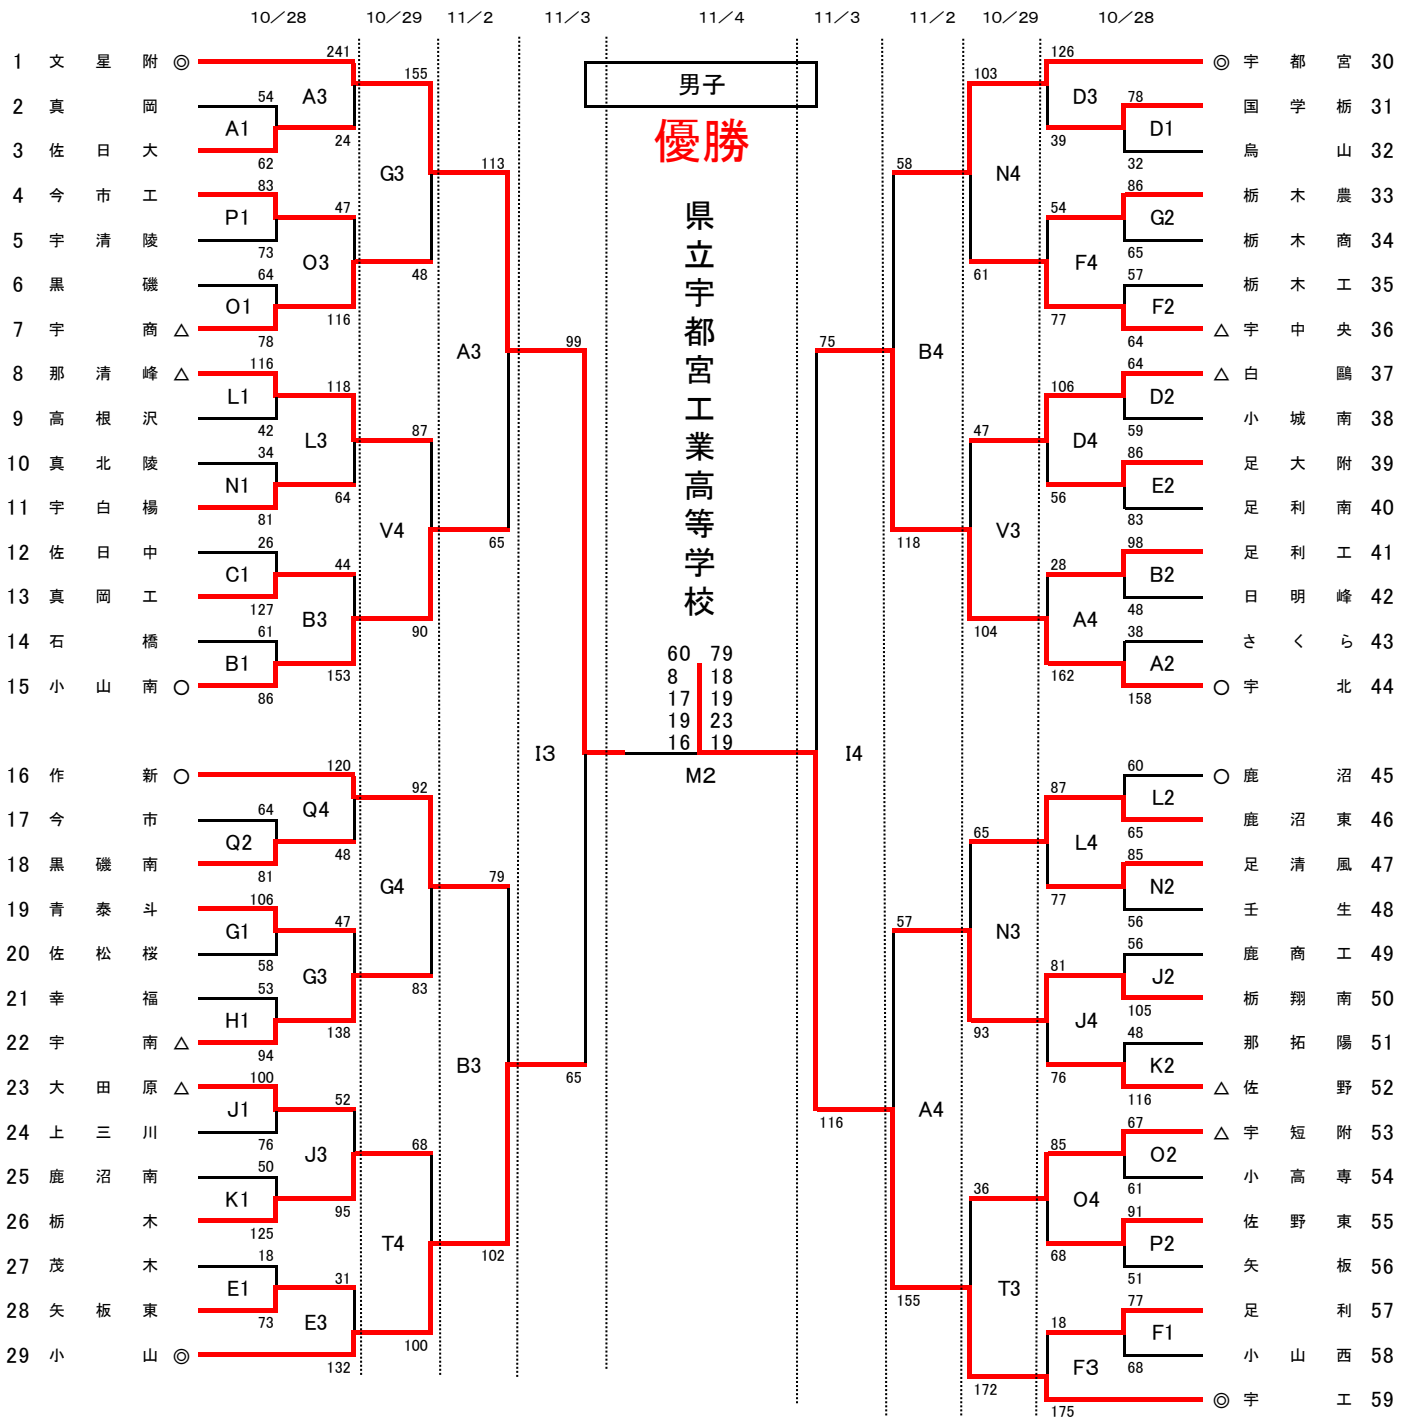 10/28 10/29 11/2 11/3 11/4 11/3 11/2 10/29 10/28
男子
優勝
県立宇都宮工業高等学校
60 79
8 18
17 19
19 23
16 19
M2
1 文星附 ◎
2 真岡
3 佐日大
4 今市工
5 宇清陵
6 黒磯
7 宇商 △
8 那清峰 △
9 高根沢
10 真北陵
11 宇白楊
12 佐日中
13 真岡工
14 石橋
15 小山南 ○
16 作新 ○
17 今市
18 黒磯南
19 青泰斗
20 佐松桜
21 幸福
22 宇南 △
23 大田原 △
24 上三川
25 鹿沼南
26 栃木
27 茂木
28 矢板東
29 小山 ◎
54 A1 62
83 P1 73
64 O1 78
116 L1 42
34 N1 81
26 C1 127
61 B1 86
64 Q2 81
106 G1 58
53 H1 94
100 J1 76
50 K1 125
18 E1 73
241 A3 24
47 O3 116
118 L3 64
44 B3 153
120 Q4 48
47 G3 138
52 J3 95
31 E3 132
155 G3 48
87 V4 90
92 G4 83
68 T4 100
113 A3 65
79 B3 102
99 I3 65
75 I4 116
58 B4 118
57 A4 155
103 N4 61
47 V3 104
65 N3 93
36 T3 172
126 D3 39
54 F4 77
106 D4 56
28 A4 162
87 L4 77
81 J4 76
85 O4 68
18 F3 175
78 D1 32
86 G2 65
57 F2 64
64 D2 59
86 E2 83
98 B2 48
38 A2 158
60 L2 65
85 N2 56
56 J2 105
48 K2 116
67 O2 61
91 P2 51
77 F1 68
◎ 宇都宮 30
国学栃 31
烏山 32
栃木農 33
栃木商 34
栃木工 35
△ 宇中央 36
△ 白鷗 37
小城南 38
足大附 39
足利南 40
足利工 41
日明峰 42
さくら 43
○ 宇北 44
○ 鹿沼 45
鹿沼東 46
足清風 47
壬生 48
鹿商工 49
栃翔南 50
那拓陽 51
△ 佐野 52
△ 宇短附 53
小高専 54
佐野東 55
矢板 56
足利 57
小山西 58
◎ 宇工 59